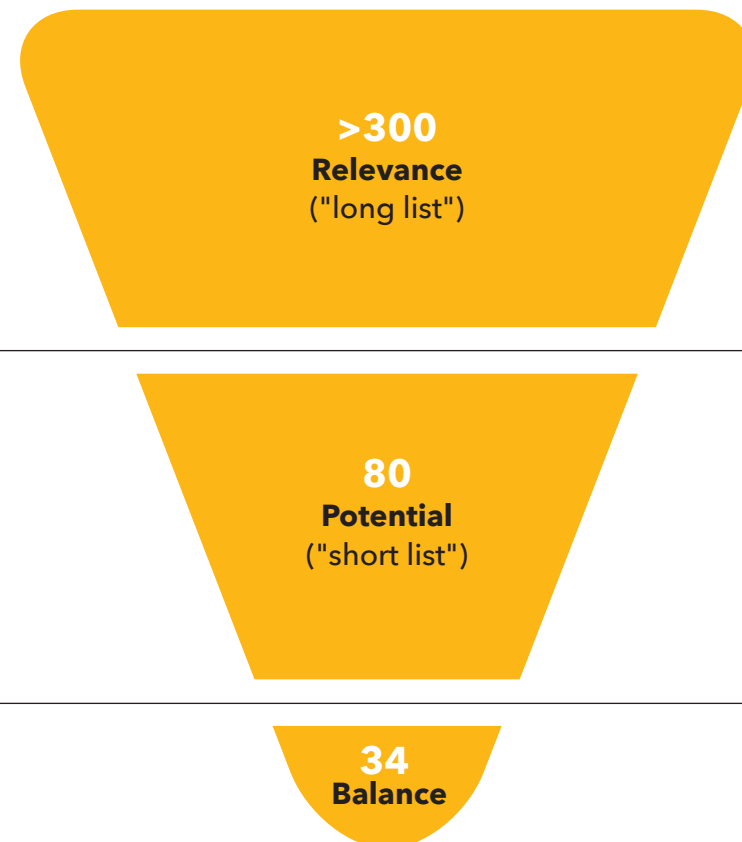 >300
Relevance
("long list")
80
Potential
("short list")
34
Balance